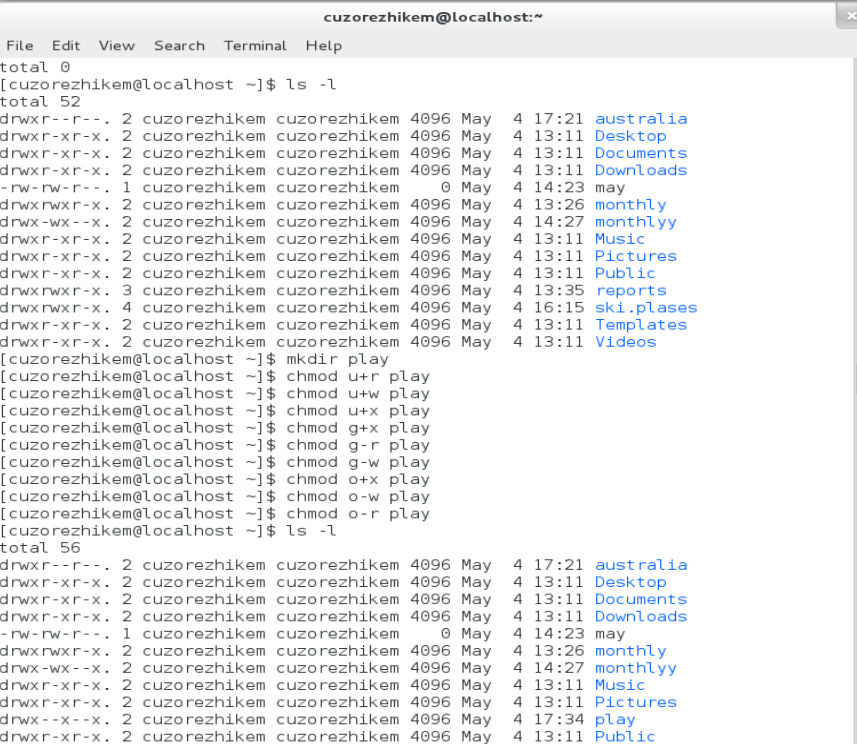 cuzorezhikem@localhost:~
File Edit View Search Terminal Help
total 0
[cuzorezhikem@localhost ~]$ ls -l
total 52
drwxr--r--. 2 cuzorezhikem cuzorezhikem 4096 May  4 17:21 australia
drwxr-xr-x. 2 cuzorezhikem cuzorezhikem 4096 May  4 13:11 Desktop
drwxr-xr-x. 2 cuzorezhikem cuzorezhikem 4096 May  4 13:11 Documents
drwxr-xr-x. 2 cuzorezhikem cuzorezhikem 4096 May  4 13:11 Downloads
-rw-rw-r--. 1 cuzorezhikem cuzorezhikem    0 May  4 14:23 may
drwxrwxr-x. 2 cuzorezhikem cuzorezhikem 4096 May  4 13:26 monthly
drwx-wx--x. 2 cuzorezhikem cuzorezhikem 4096 May  4 14:27 monthlyy
drwxr-xr-x. 2 cuzorezhikem cuzorezhikem 4096 May  4 13:11 Music
drwxr-xr-x. 2 cuzorezhikem cuzorezhikem 4096 May  4 13:11 Pictures
drwxr-xr-x. 2 cuzorezhikem cuzorezhikem 4096 May  4 13:11 Public
drwxrwxr-x. 3 cuzorezhikem cuzorezhikem 4096 May  4 13:35 reports
drwxrwxr-x. 4 cuzorezhikem cuzorezhikem 4096 May  4 16:15 ski.plases
drwxr-xr-x. 2 cuzorezhikem cuzorezhikem 4096 May  4 13:11 Templates
drwxr-xr-x. 2 cuzorezhikem cuzorezhikem 4096 May  4 13:11 Videos
[cuzorezhikem@localhost ~]$ mkdir play
[cuzorezhikem@localhost ~]$ chmod u+r play
[cuzorezhikem@localhost ~]$ chmod u+w play
[cuzorezhikem@localhost ~]$ chmod u+x play
[cuzorezhikem@localhost ~]$ chmod g+x play
[cuzorezhikem@localhost ~]$ chmod g-r play
[cuzorezhikem@localhost ~]$ chmod g-w play
[cuzorezhikem@localhost ~]$ chmod o+x play
[cuzorezhikem@localhost ~]$ chmod o-w play
[cuzorezhikem@localhost ~]$ chmod o-r play
[cuzorezhikem@localhost ~]$ ls -l
total 56
drwxr--r--. 2 cuzorezhikem cuzorezhikem 4096 May  4 17:21 australia
drwxr-xr-x. 2 cuzorezhikem cuzorezhikem 4096 May  4 13:11 Desktop
drwxr-xr-x. 2 cuzorezhikem cuzorezhikem 4096 May  4 13:11 Documents
drwxr-xr-x. 2 cuzorezhikem cuzorezhikem 4096 May  4 13:11 Downloads
-rw-rw-r--. 1 cuzorezhikem cuzorezhikem    0 May  4 14:23 may
drwxrwxr-x. 2 cuzorezhikem cuzorezhikem 4096 May  4 13:26 monthly
drwx-wx--x. 2 cuzorezhikem cuzorezhikem 4096 May  4 14:27 monthlyy
drwxr-xr-x. 2 cuzorezhikem cuzorezhikem 4096 May  4 13:11 Music
drwxr-xr-x. 2 cuzorezhikem cuzorezhikem 4096 May  4 13:11 Pictures
drwx--x--x. 2 cuzorezhikem cuzorezhikem 4096 May  4 17:34 play
drwxr-xr-x. 2 cuzorezhikem cuzorezhikem 4096 May  4 13:11 Public